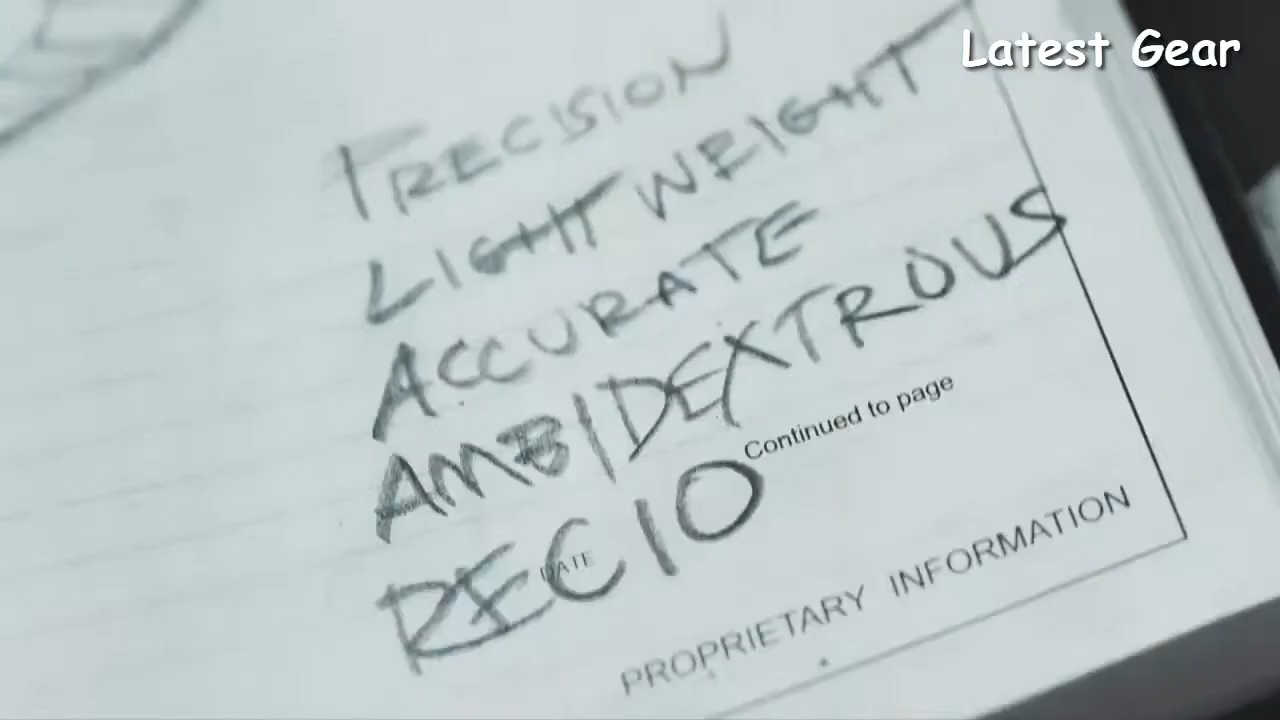 Latest Gear
PRECISION
LIGHTWEIGHT
ACCURATE
AMBIDEXTROUS
RECIO
Continued to page
DATE
PROPRIETARY INFORMATION